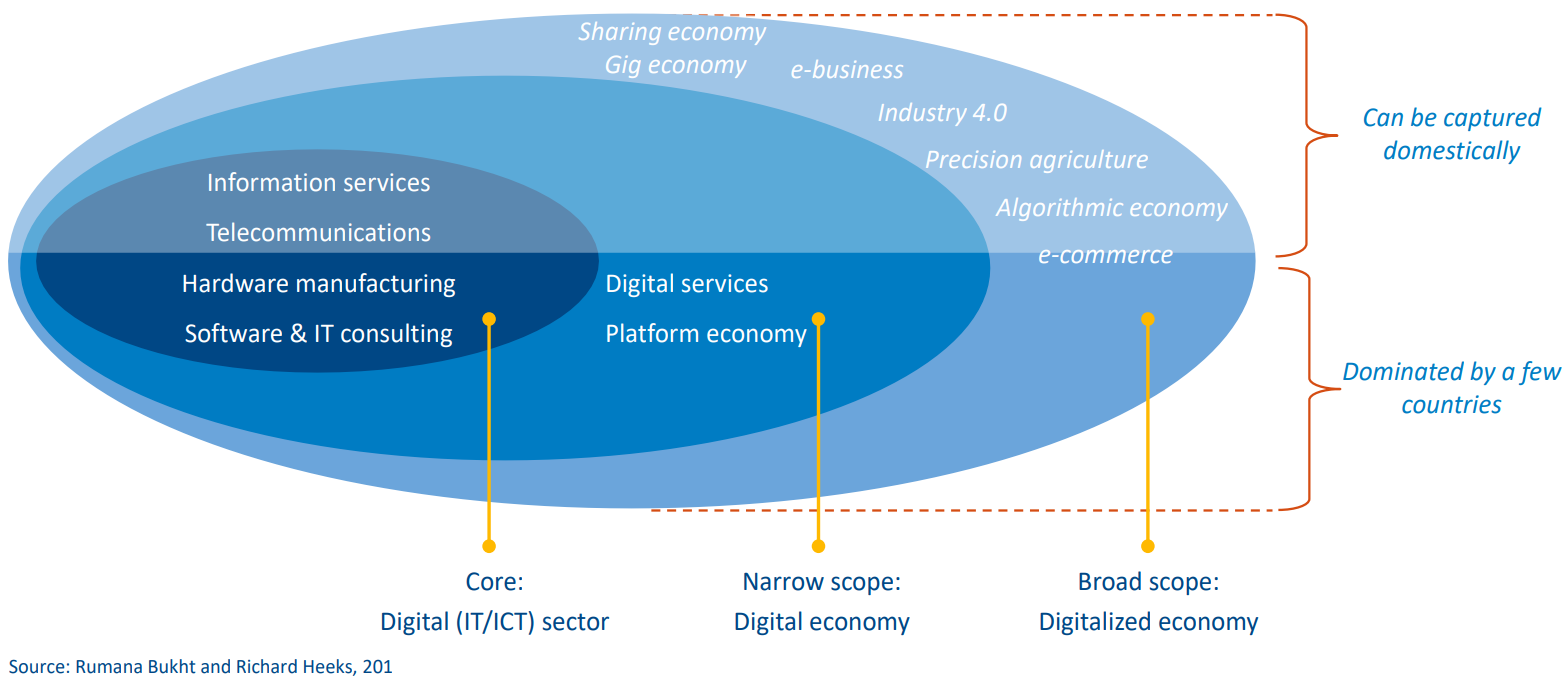 Sharing economy
Gig economy
e-business
Industry 4.0
Precision agriculture
Algorithmic economy
e-commerce
Can be captured
domestically
Information services
Telecommunications
Hardware manufacturing
Software & IT consulting
Digital services
Platform economy
Dominated by a few
countries
Core:
Digital (IT/ICT) sector
Narrow scope:
Digital economy
Broad scope:
Digitalized economy
Source: Rumana Bukht and Richard Heeks, 201